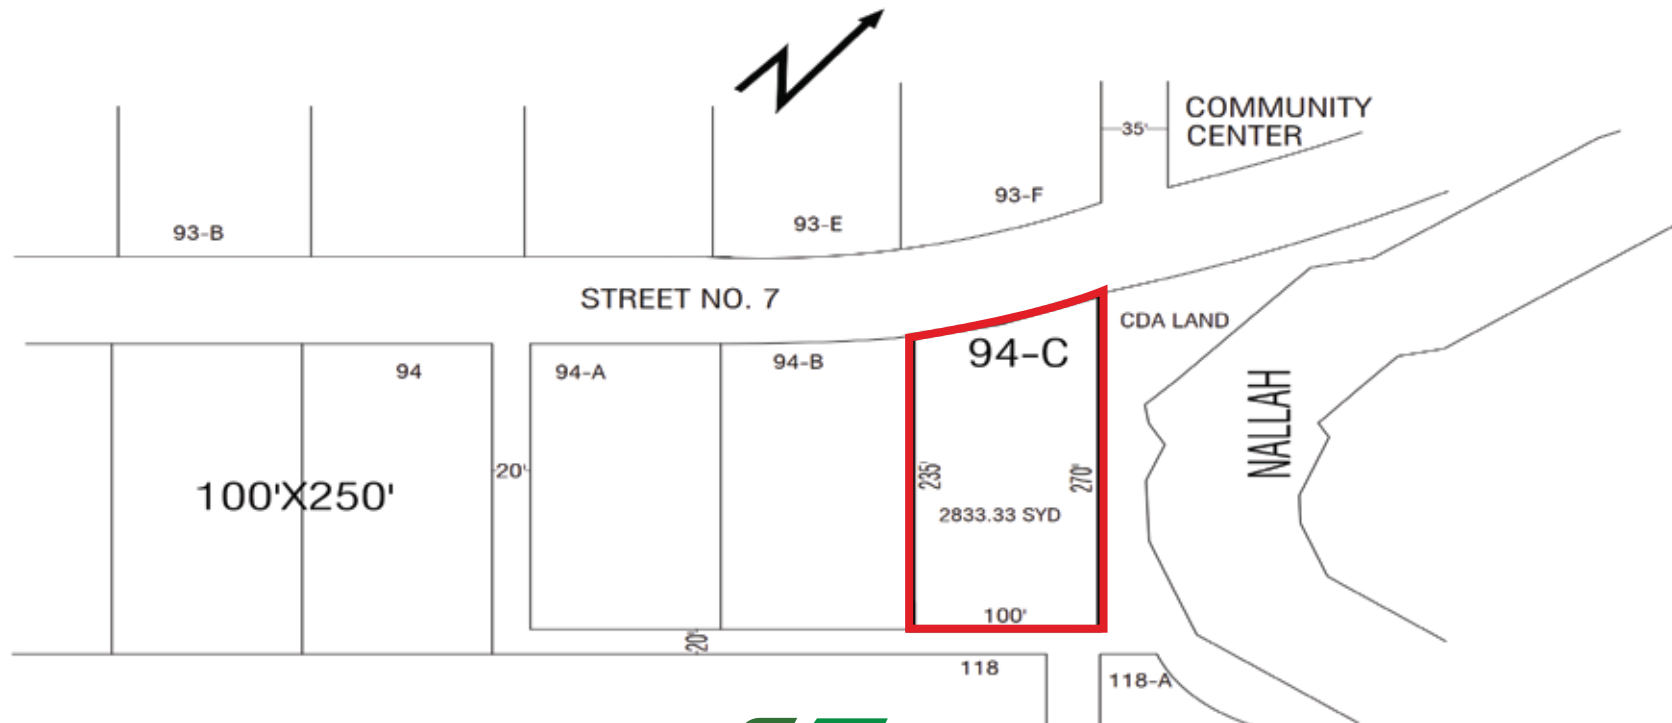 COMMUNITY
CENTER
35'
93-F
93-E
93-B
STREET NO. 7
CDA LAND
94-C
94-B
94-A
94
NALLAH
20'
235'
270'
100'X250'
2833.33 SYD
100'
20'
118
118-A